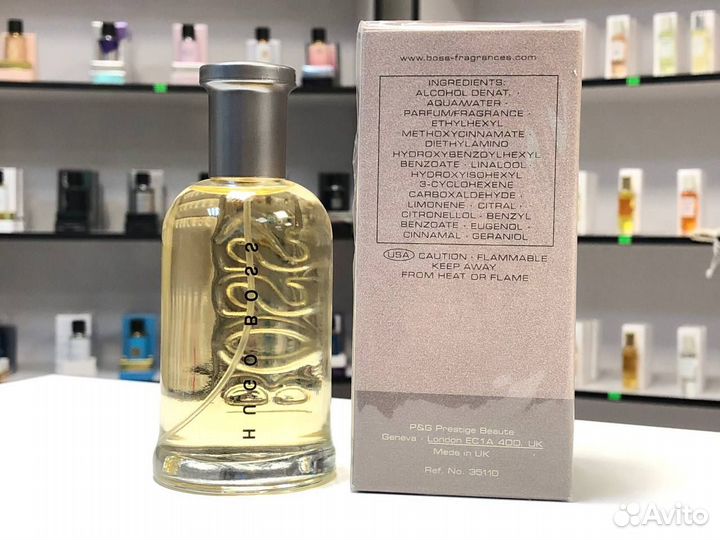 www.boss-fragrances.com
INGREDIENTS:
ALCOHOL DENAT. ·
AQUA/WATER ·
PARFUM/FRAGRANCE ·
ETHYLHEXYL
METHOXYCINNAMATE ·
DIETHYLAMINO
HYDROXYBENZOYLHEXYL
BENZOATE · LINALOOL ·
HYDROXYISOHEXYL
3-CYCLOHEXENE
CARBOXALDEHYDE ·
LIMONENE · CITRAL ·
CITRONELLOL · BENZYL
BENZOATE · EUGENOL ·
CINNAMAL · GERANIOL
USA CAUTION · FLAMMABLE
KEEP AWAY
FROM HEAT OR FLAME
P&G Prestige Beaute
Geneva · London EC1A 4DD, UK
Made in UK
Ref. No. 35110
HUGO BOSS
BOSS
Avito